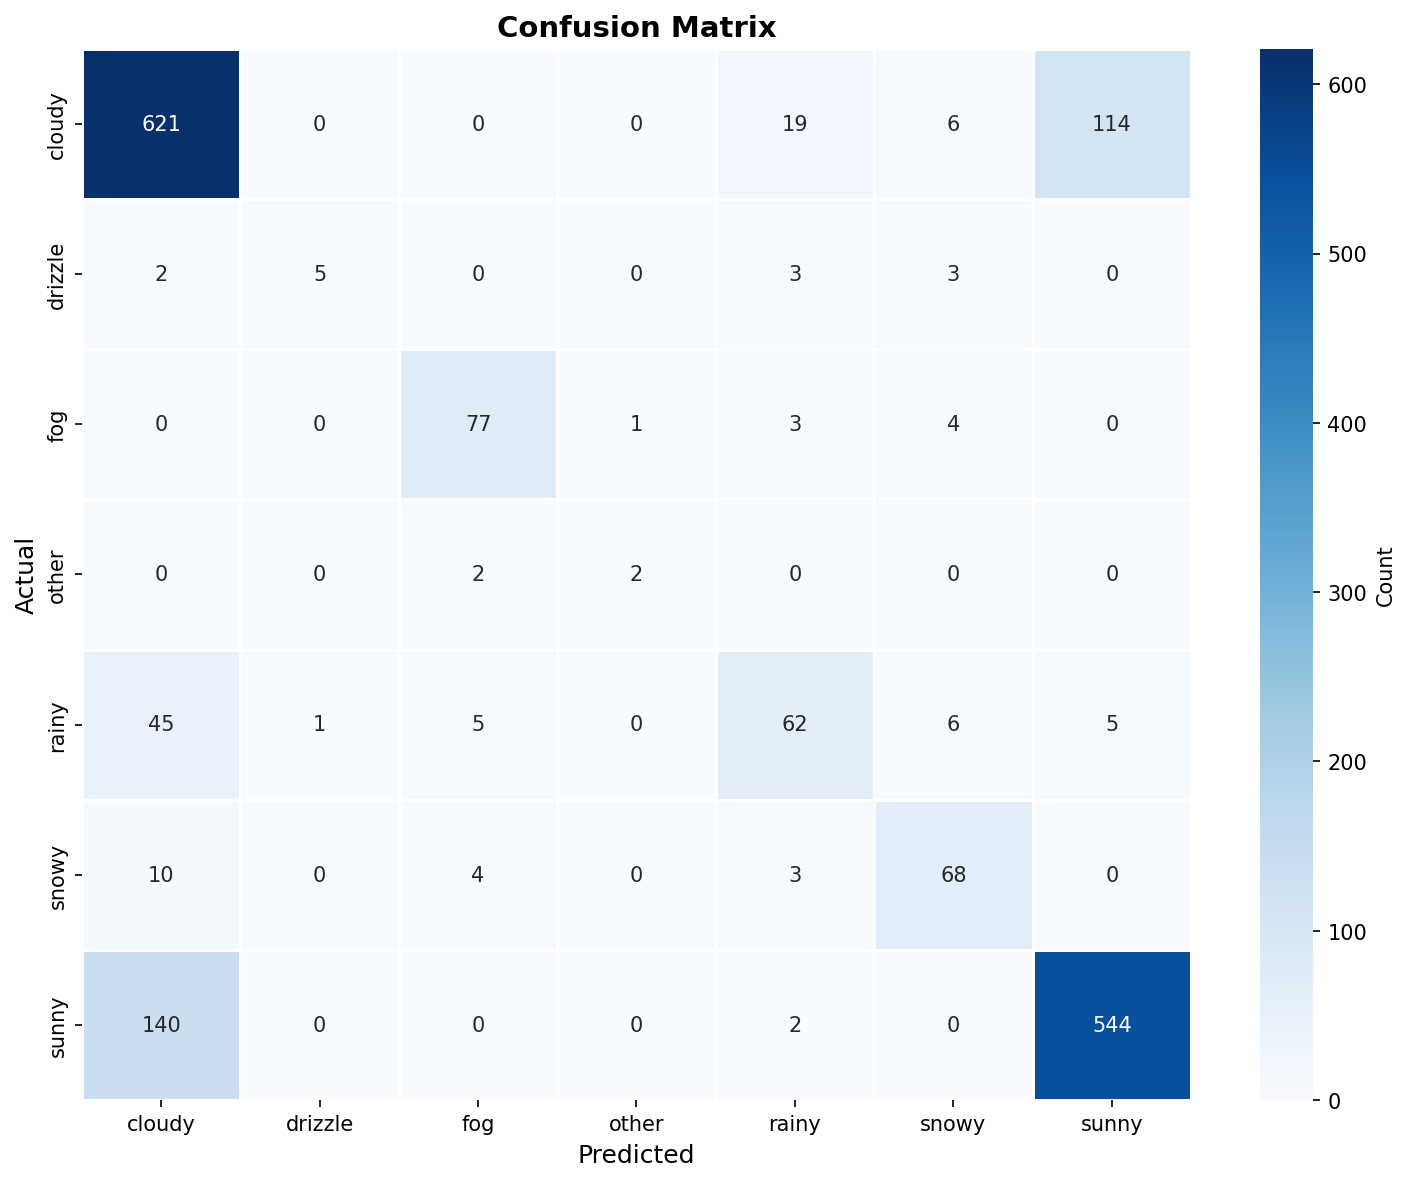 Confusion Matrix
cloudy 621 0 0 0 19 6 114
drizzle 2 5 0 0 3 3 0
fog 0 0 77 1 3 4 0
other 0 0 2 2 0 0 0
rainy 45 1 5 0 62 6 5
snowy 10 0 4 0 3 68 0
sunny 140 0 0 0 2 0 544
cloudy drizzle fog other rainy snowy sunny
Predicted
Actual
600
500
400
300
200
100
0
Count